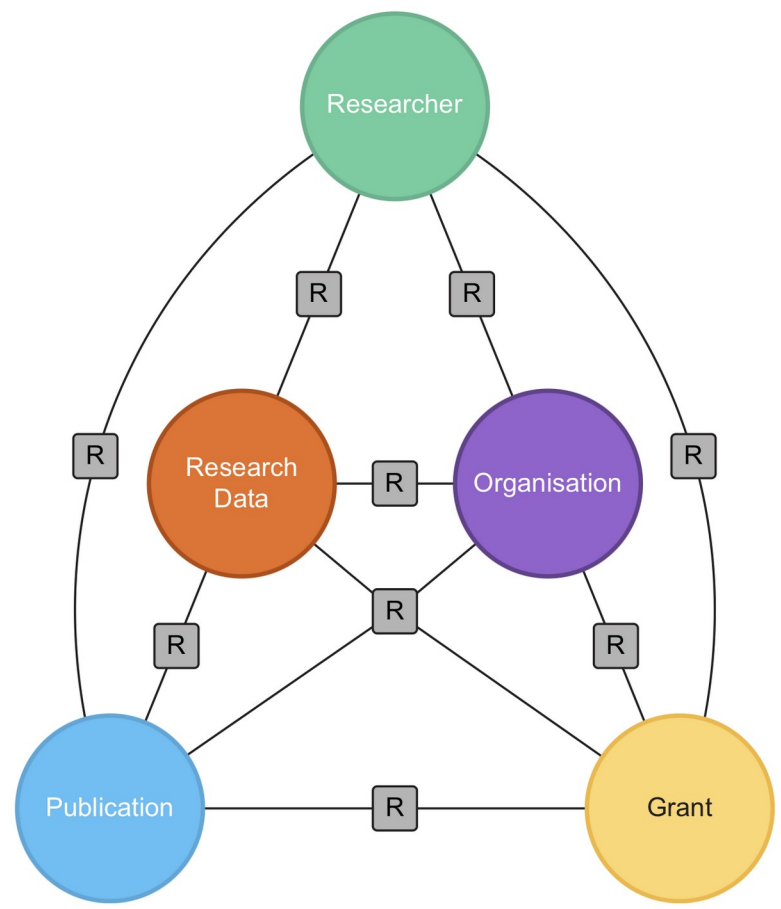 Researcher
R
R
R
R
Research
Data
R
Organisation
R
R
R
Publication
R
Grant